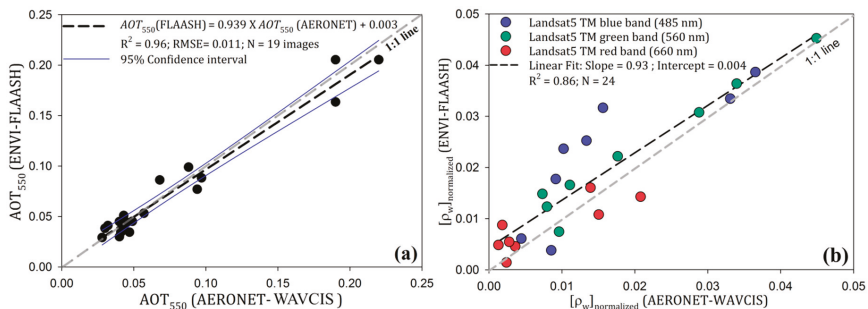 AOT550(FLAASH) = 0.939 X AOT550 (AERONET) + 0.003
R2 = 0.96; RMSE= 0.011; N = 19 images
95% Confidence interval
1:1 line
0.25
0.20
0.15
0.10
0.05
0.00
AOT550 (ENVI-FLAASH)
(a)
0.00 0.05 0.10 0.15 0.20 0.25
AOT550 (AERONET-WAVCIS)
Landsat5 TM blue band (485 nm)
Landsat5 TM green band (560 nm)
Landsat5 TM red band (660 nm)
Linear Fit: Slope = 0.93 ; Intercept = 0.004
R2 = 0.86; N = 24
1:1 line
0.05
0.04
0.03
0.02
0.01
0.00
[ρw]normalized (ENVI-FLAASH)
(b)
0.00 0.01 0.02 0.03 0.04 0.05
[ρw]normalized (AERONET-WAVCIS)